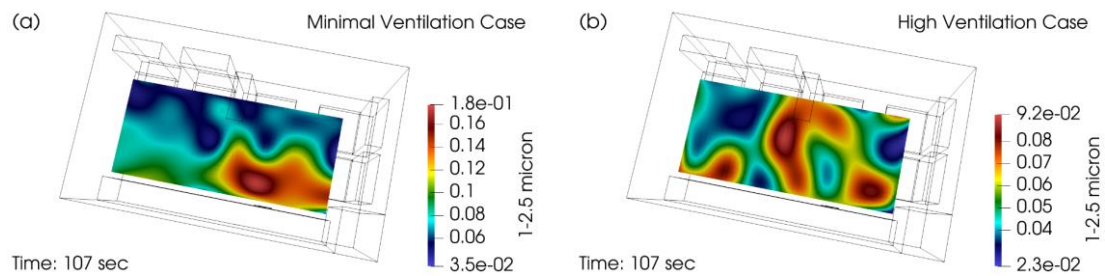 (a) Minimal Ventilation Case
1.8e-01
0.16
0.14
0.12
0.1
0.08
0.06
3.5e-02
1-2.5 micron
Time: 107 sec
(b) High Ventilation Case
9.2e-02
0.08
0.07
0.06
0.05
0.04
2.3e-02
1-2.5 micron
Time: 107 sec